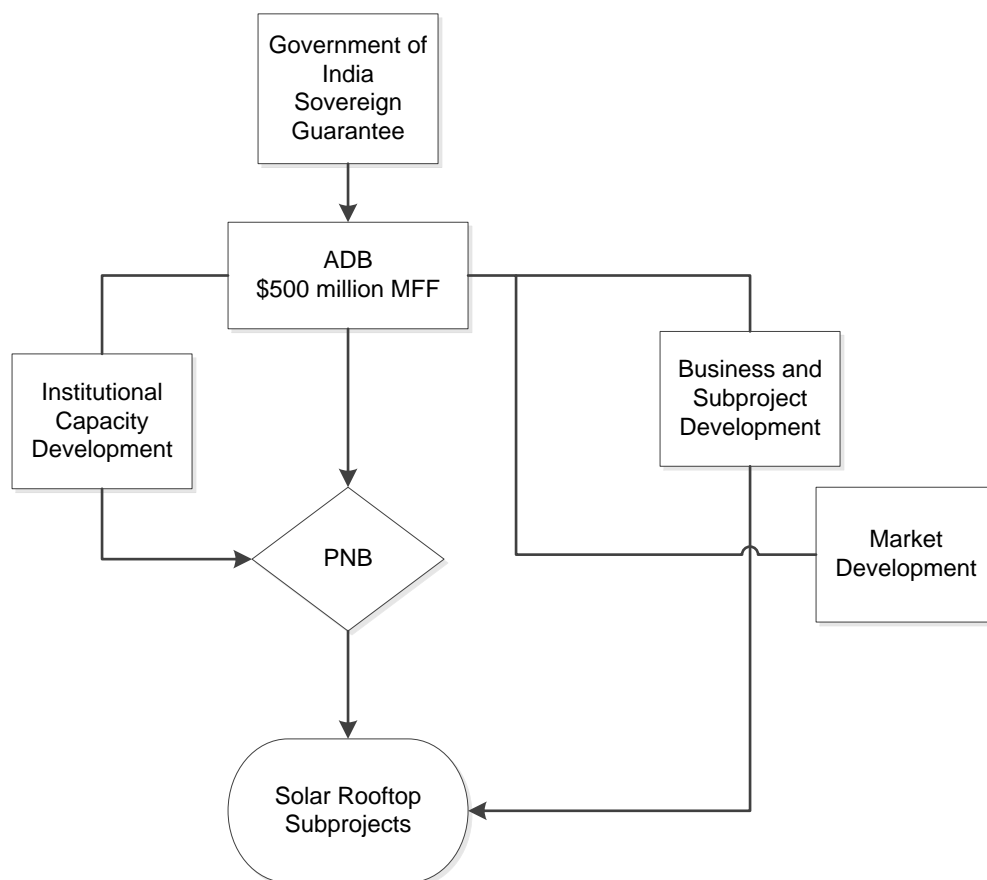 Government of
India
Sovereign
Guarantee
ADB
$500 million MFF
Institutional
Capacity
Development
Business and
Subproject
Development
PNB
Market
Development
Solar Rooftop
Subprojects